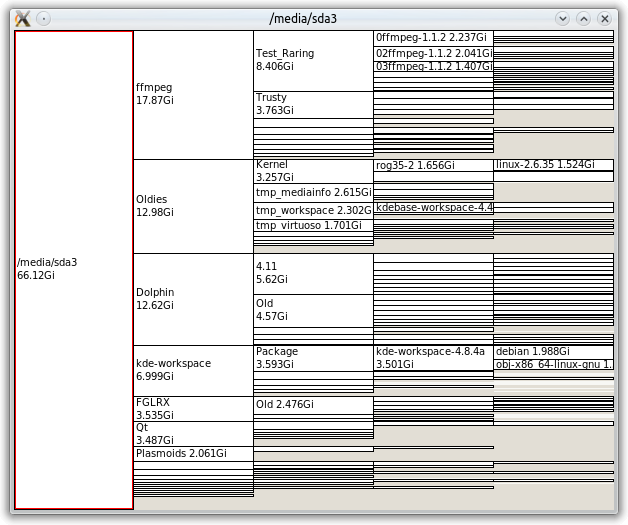 /media/sda3
/media/sda3
66.12Gi
ffmpeg
17.87Gi
Oldies
12.98Gi
Dolphin
12.62Gi
kde-workspace
6.999Gi
FGLRX
3.535Gi
Qt
3.487Gi
Plasmoids 2.061Gi
Test_Raring
8.406Gi
Trusty
3.763Gi
Kernel
3.257Gi
tmp_mediainfo 2.615Gi
tmp_workspace 2.302G
tmp_virtuoso 1.701Gi
4.11
5.62Gi
Old
4.57Gi
Package
3.593Gi
Old 2.476Gi
0ffmpeg-1.1.2 2.237Gi
02ffmpeg-1.1.2 2.041Gi
03ffmpeg-1.1.2 1.407Gi
rog35-2 1.656Gi
kdebase-workspace-4.4
kde-workspace-4.8.4a
3.501Gi
linux-2.6.35 1.524Gi
debian 1.988Gi
obj-x86_64-linux-gnu 1.